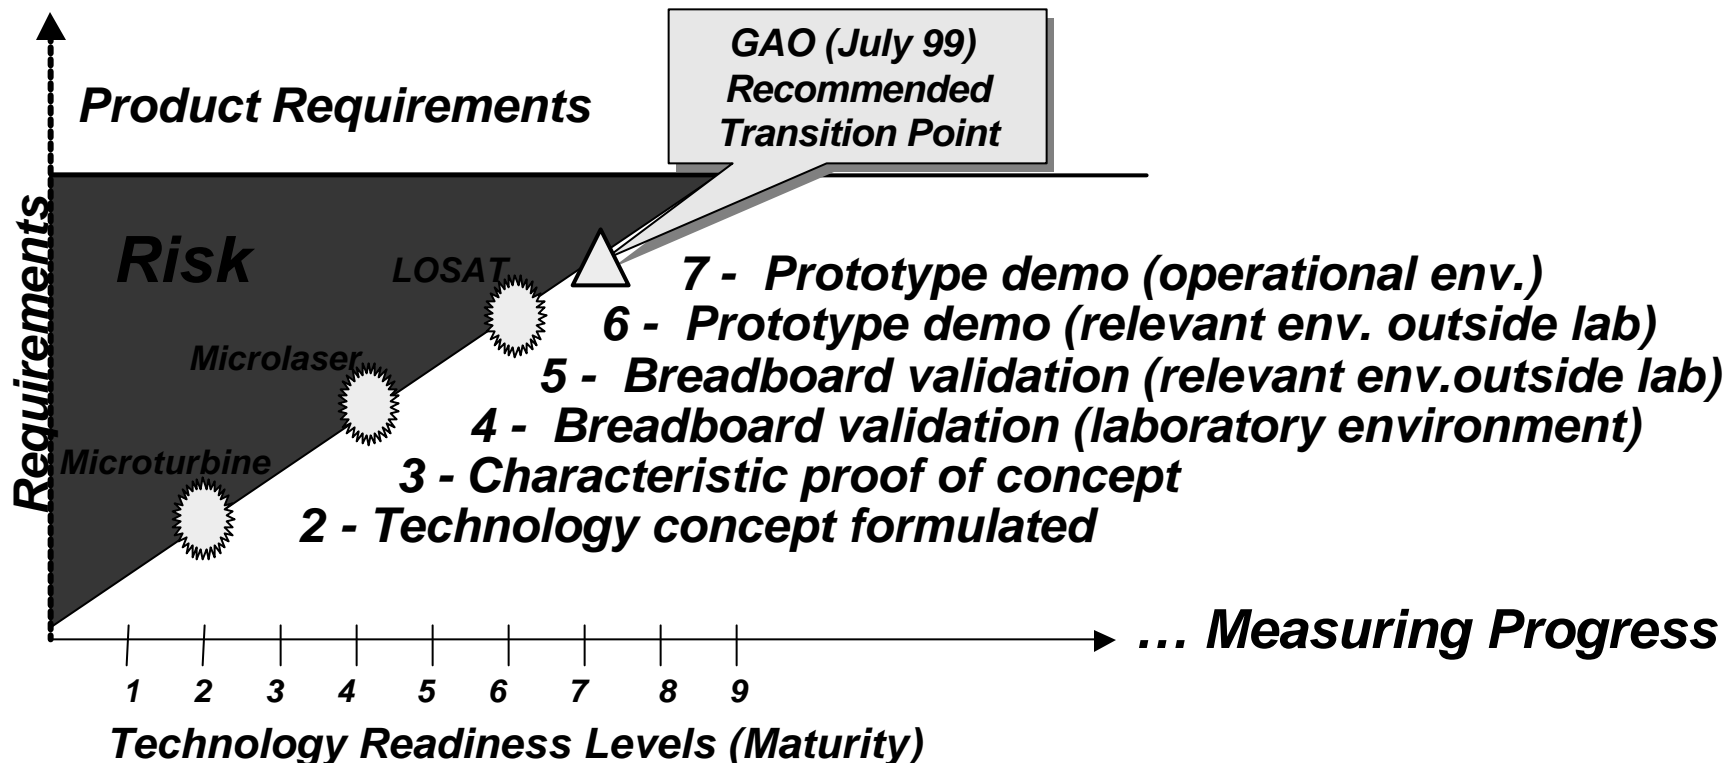 GAO (July 99)
Recommended
Transition Point
Product Requirements
Requirements
Risk
LOSAT
Microlaser
Microturbine
7 - Prototype demo (operational env.)
6 - Prototype demo (relevant env. outside lab)
5 - Breadboard validation (relevant env.outside lab)
4 - Breadboard validation (laboratory environment)
3 - Characteristic proof of concept
2 - Technology concept formulated
... Measuring Progress
1 2 3 4 5 6 7 8 9
Technology Readiness Levels (Maturity)